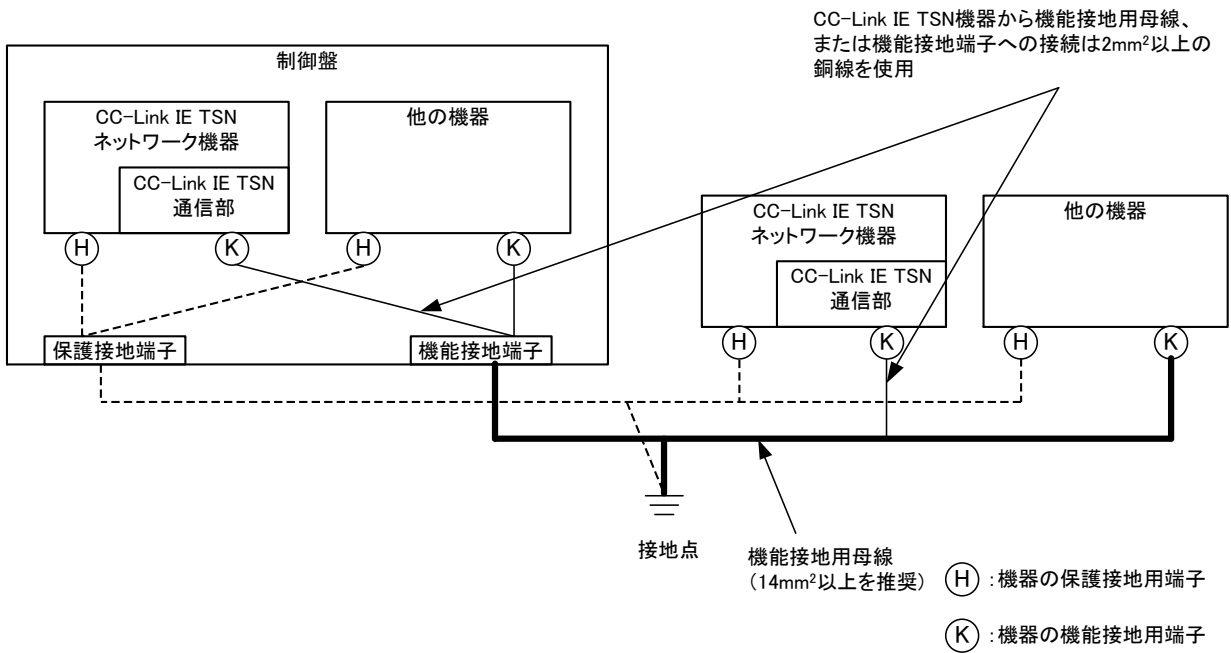 CC-Link IE TSN機器から機能接地用母線、
または機能接地端子への接続は2mm²以上の
銅線を使用
制御盤
CC-Link IE TSN
ネットワーク機器
CC-Link IE TSN
通信部
他の機器
H
K
H
K
保護接地端子
機能接地端子
CC-Link IE TSN
ネットワーク機器
CC-Link IE TSN
通信部
他の機器
H
K
H
K
接地点
機能接地用母線
（14mm²以上を推奨）
H：機器の保護接地用端子
K：機器の機能接地用端子